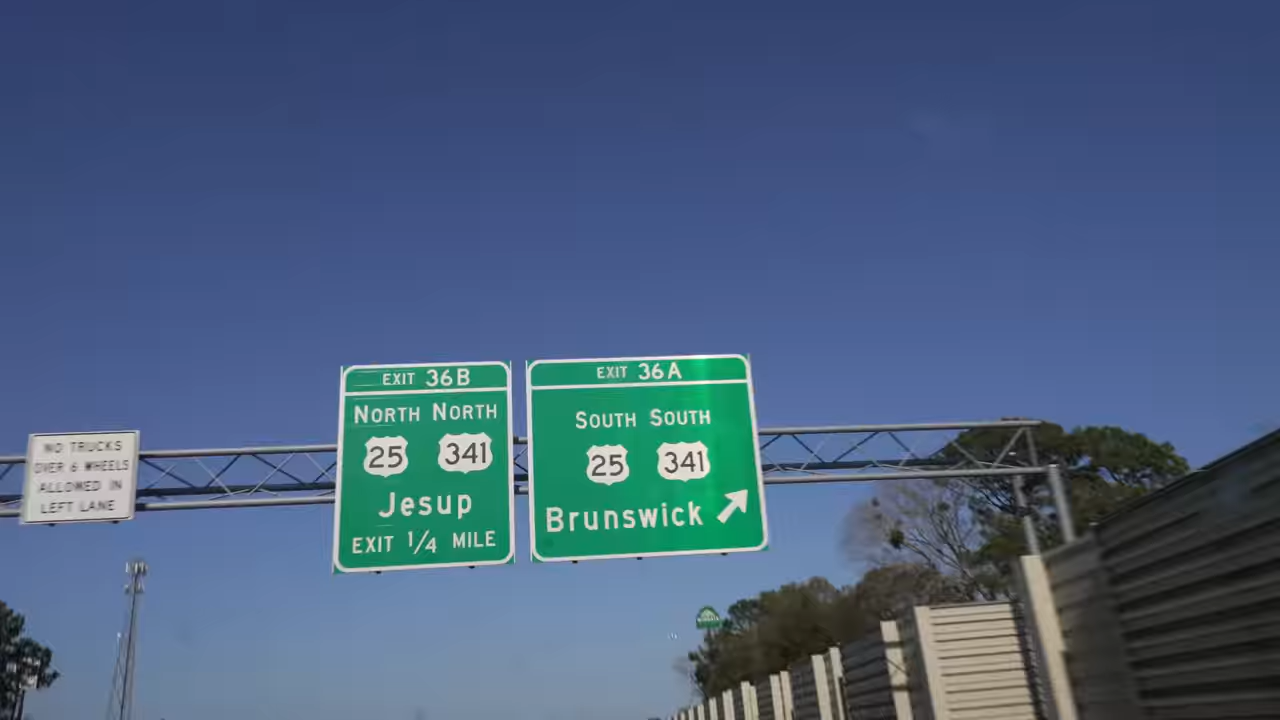 NO TRUCKS
OVER 6 WHEELS
ALLOWED IN
LEFT LANE
EXIT 36B
NORTH NORTH
25 341
Jesup
EXIT 1/4 MILE
EXIT 36A
SOUTH SOUTH
25 341
Brunswick